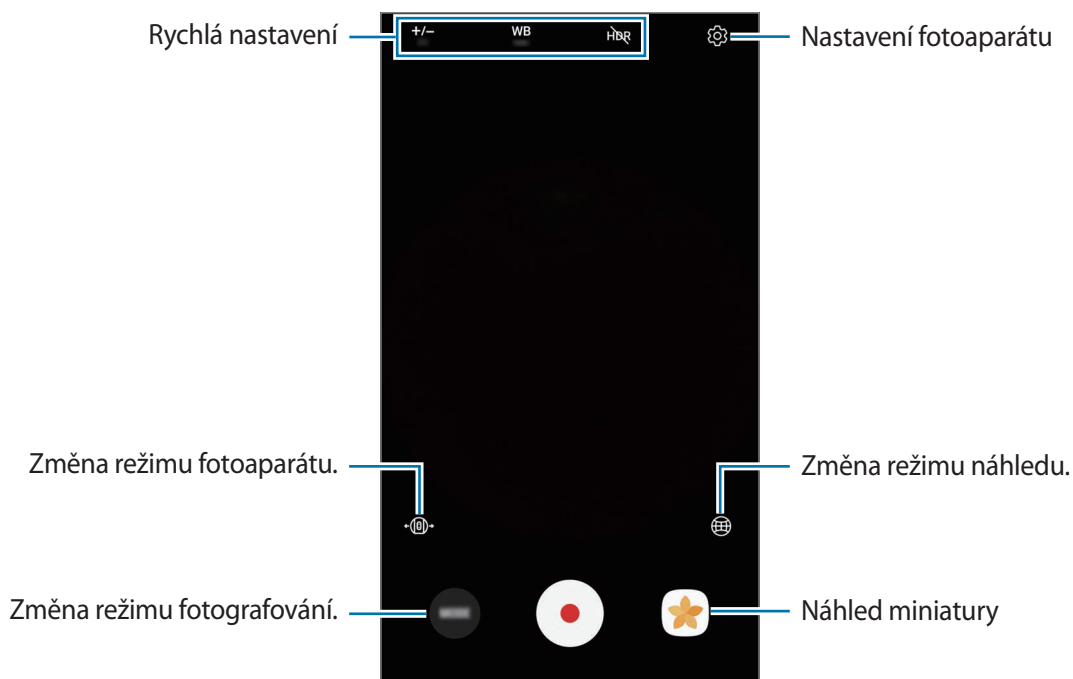 Rychlá nastavení
+/−
WB
HDR
Nastavení fotoaparátu
Změna režimu fotoaparátu.
Změna režimu náhledu.
Změna režimu fotografování.
Náhled miniatury